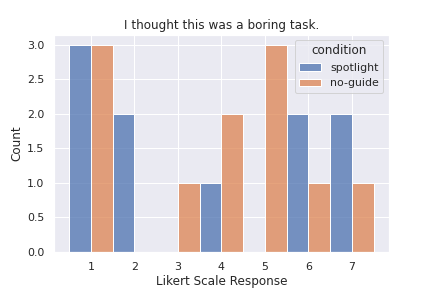 I thought this was a boring task.
condition
spotlight
no-guide
Count
3.0
2.5
2.0
1.5
1.0
0.5
0.0
1 2 3 4 5 6 7
Likert Scale Response